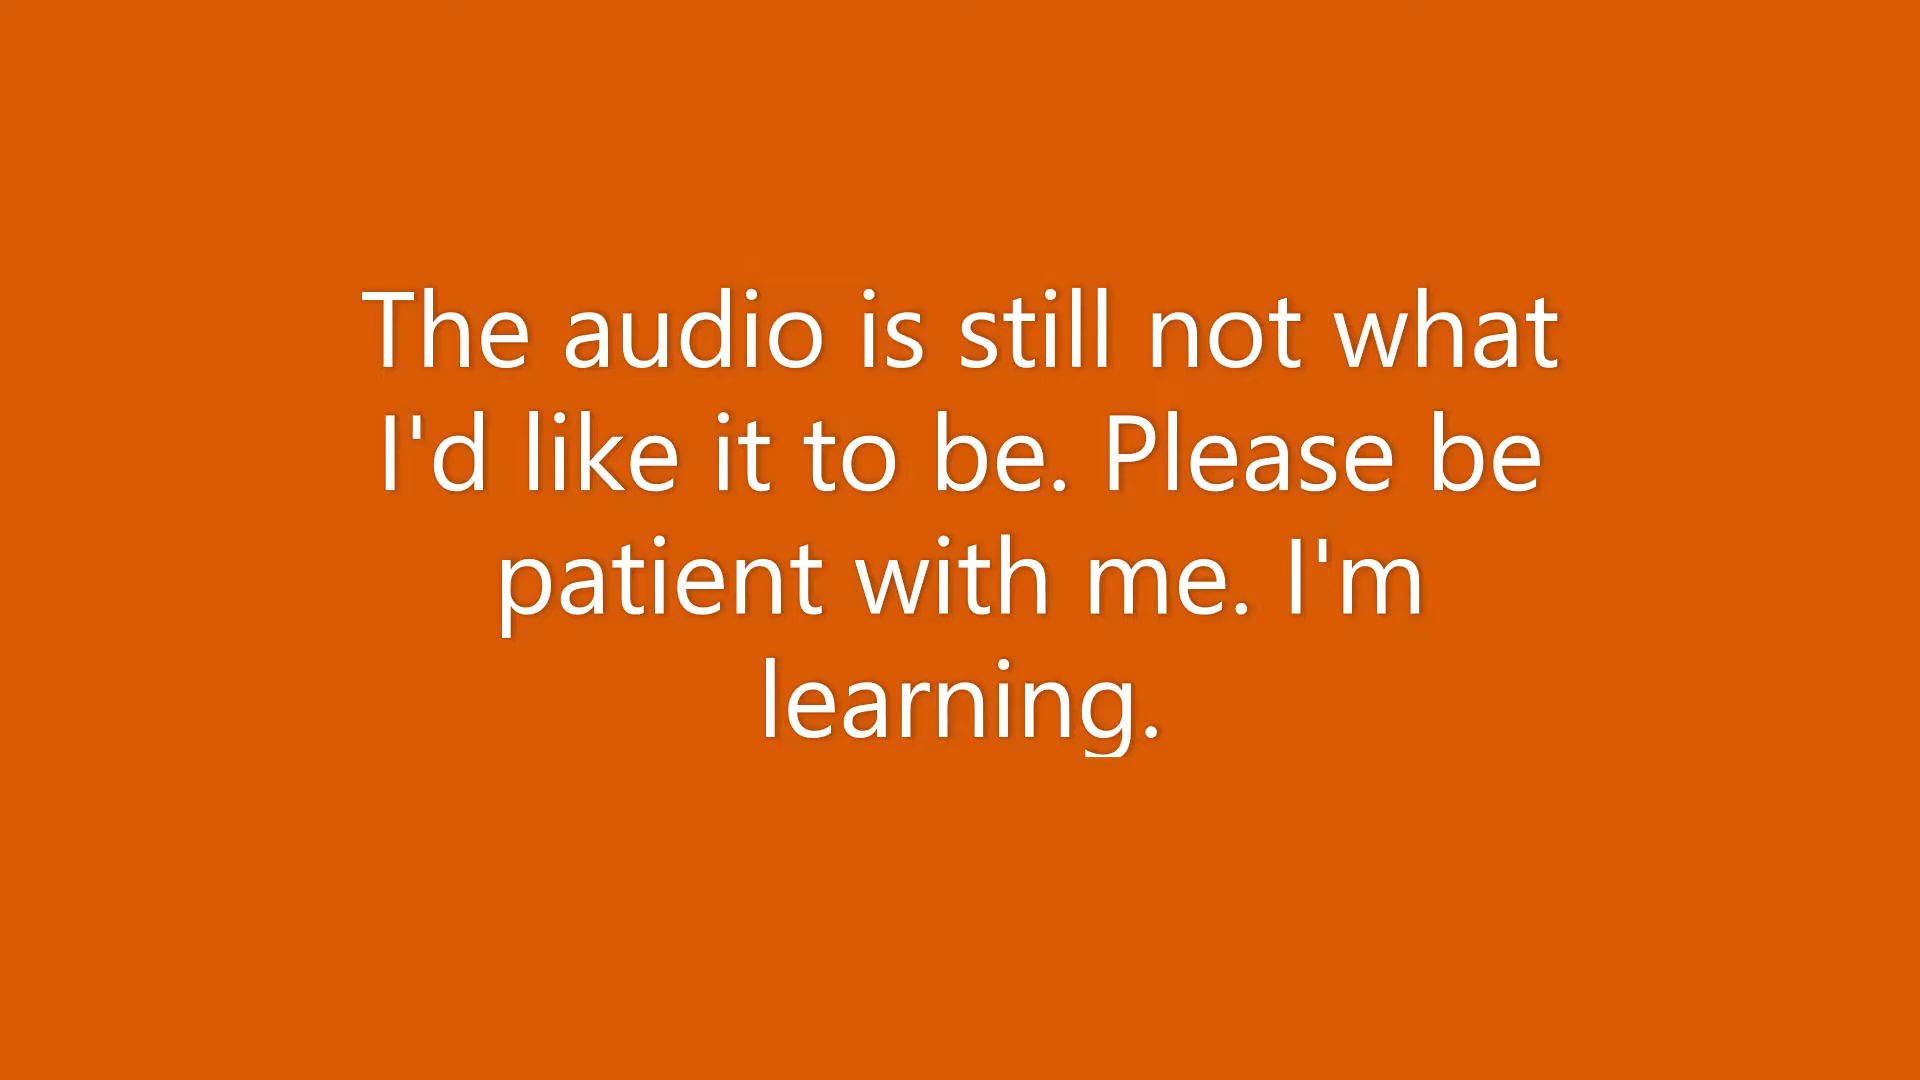 The audio is still not what
I'd like it to be. Please be
patient with me. I'm
learning.